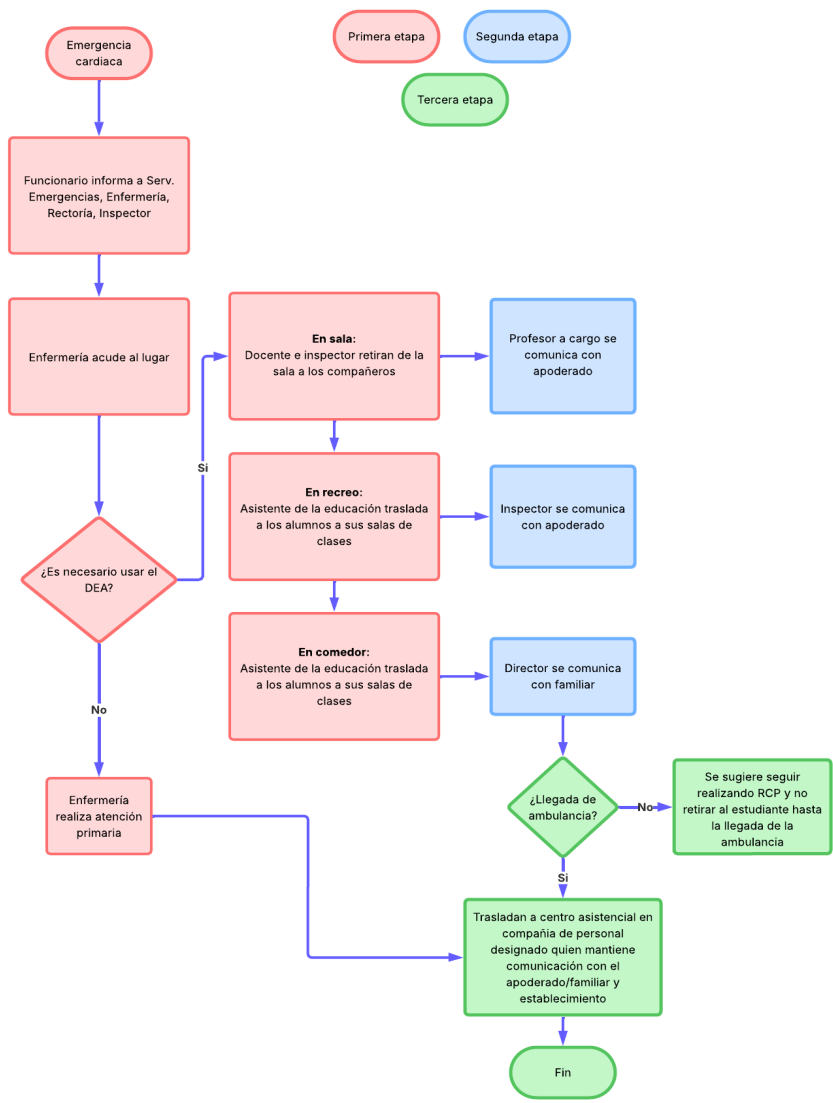 Primera etapa
Segunda etapa
Tercera etapa
Emergencia
cardiaca
Funcionario informa a Serv.
Emergencias, Enfermería,
Rectoría, Inspector
Enfermería acude al lugar
¿Es necesario usar el
DEA?
Si
No
Enfermería
realiza atención
primaria
En sala:
Docente e inspector retiran de la
sala a los compañeros
Profesor a cargo se
comunica con
apoderado
En recreo:
Asistente de la educación traslada
a los alumnos a sus salas de
clases
Inspector se comunica
con apoderado
En comedor:
Asistente de la educación traslada
a los alumnos a sus salas de
clases
Director se comunica
con familiar
¿Llegada de
ambulancia?
No
Se sugiere seguir
realizando RCP y no
retirar al estudiante hasta
la llegada de la
ambulancia
Si
Trasladan a centro asistencial en
compañia de personal
designado quien mantiene
comunicación con el
apoderado/familiar y
establecimiento
Fin